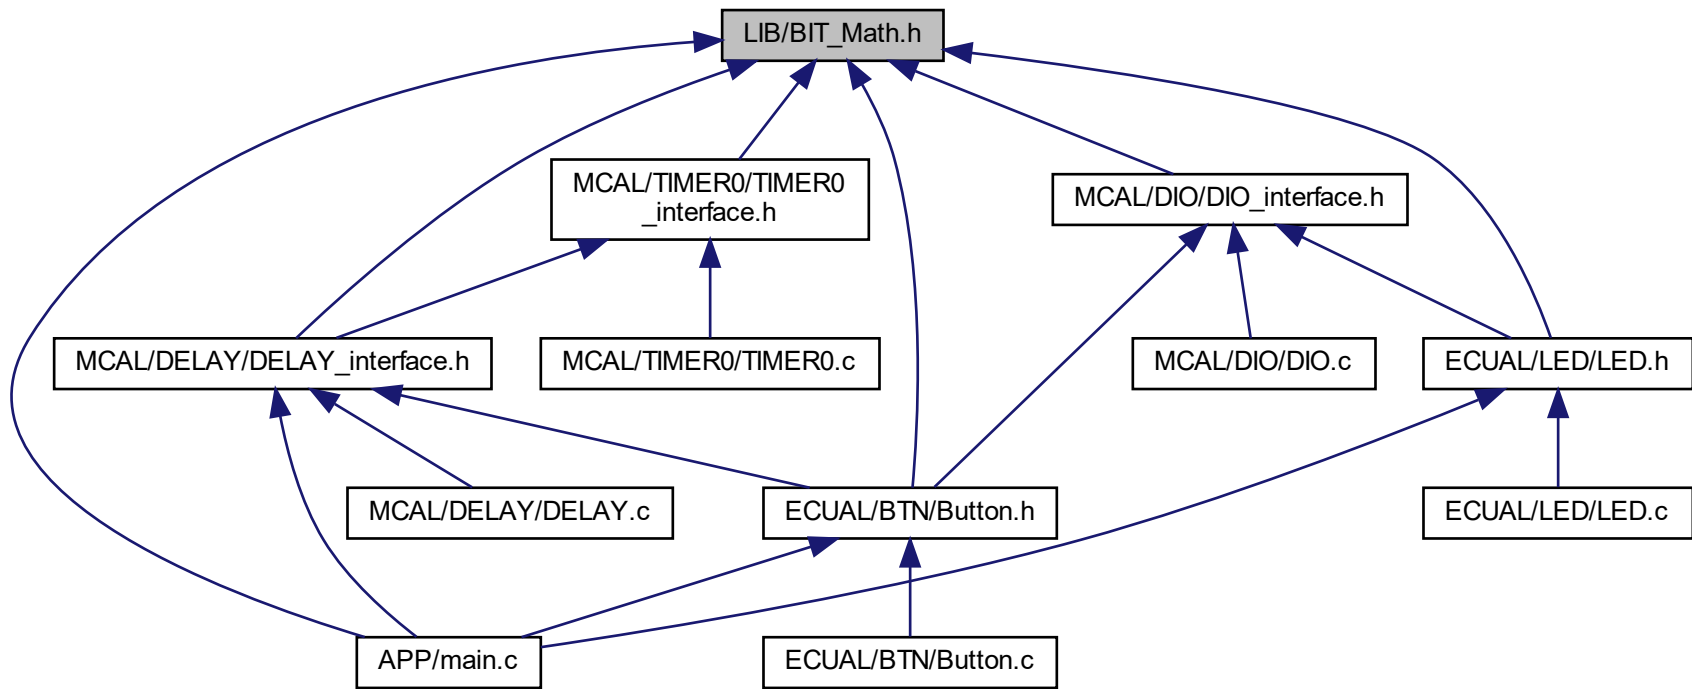 LIB/BIT_Math.h
MCAL/TIMER0/TIMER0
_interface.h
MCAL/DIO/DIO_interface.h
MCAL/DELAY/DELAY_interface.h
MCAL/TIMER0/TIMER0.c
MCAL/DIO/DIO.c
ECUAL/LED/LED.h
MCAL/DELAY/DELAY.c
ECUAL/BTN/Button.h
ECUAL/LED/LED.c
APP/main.c
ECUAL/BTN/Button.c